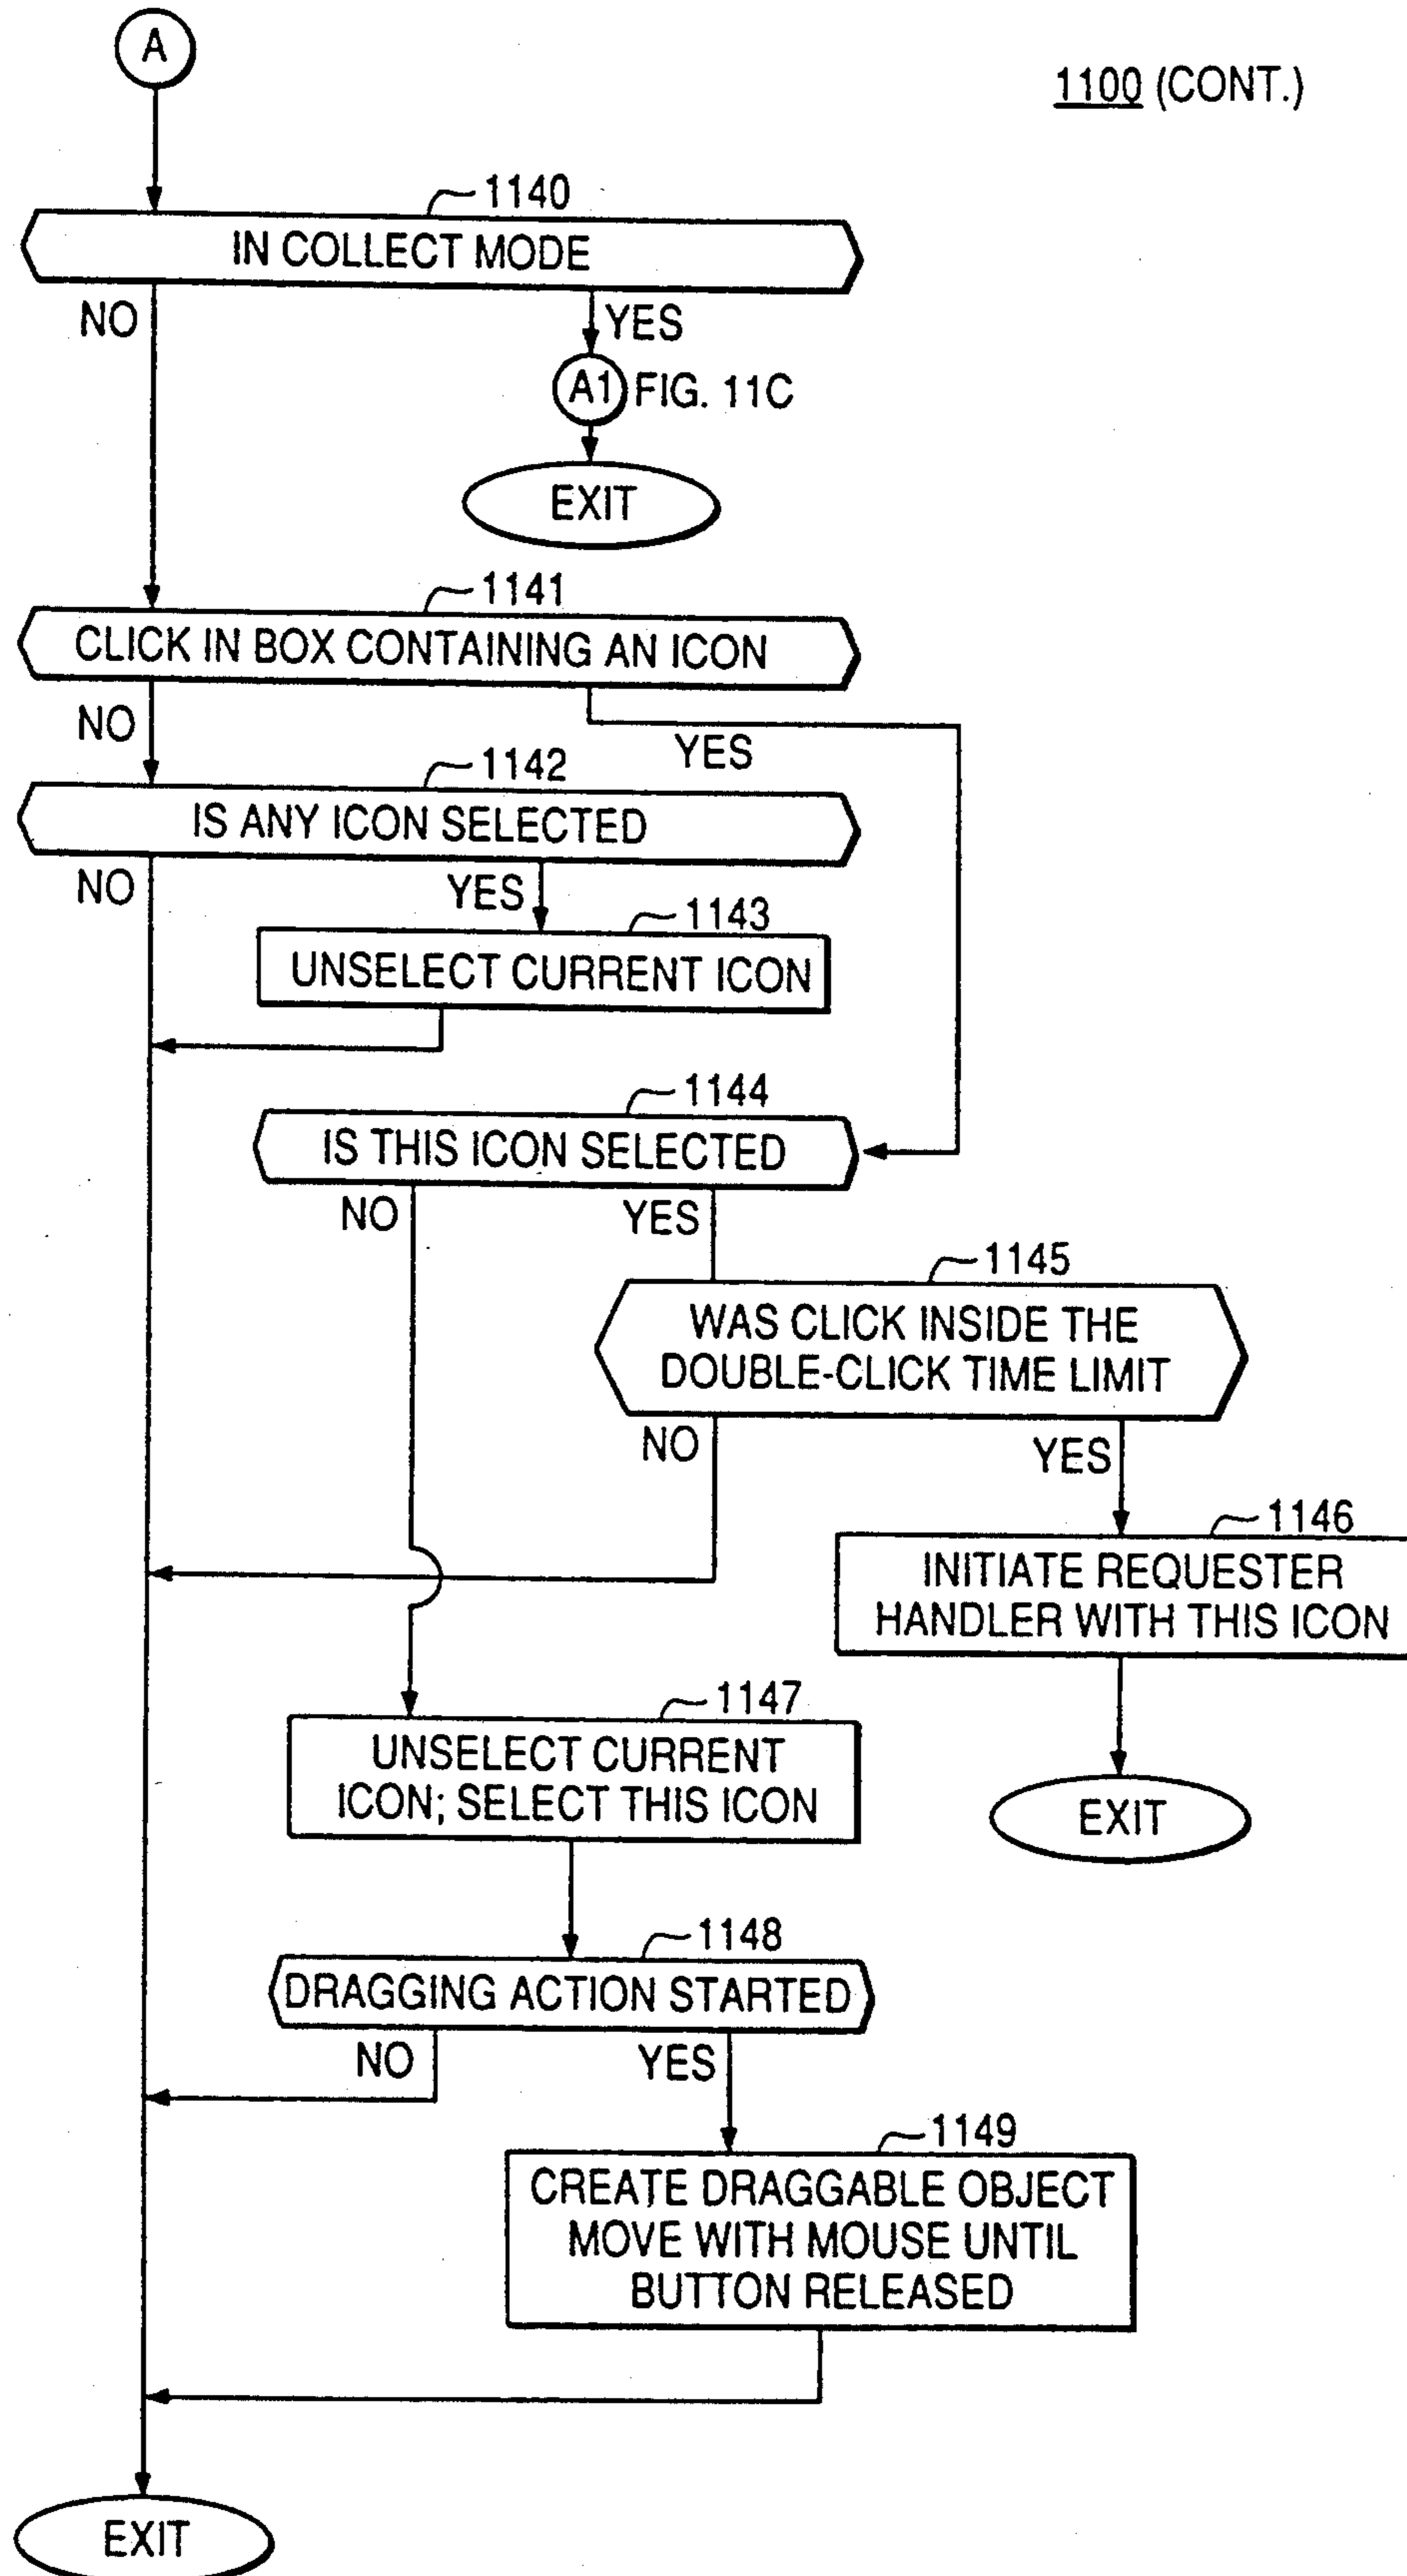 A
1100 (CONT.)
1140
IN COLLECT MODE
NO
YES
A1 FIG. 11C
EXIT
1141
CLICK IN BOX CONTAINING AN ICON
NO
YES
1142
IS ANY ICON SELECTED
NO
YES
1143
UNSELECT CURRENT ICON
1144
IS THIS ICON SELECTED
NO
YES
1145
WAS CLICK INSIDE THE
DOUBLE-CLICK TIME LIMIT
NO
YES
1146
INITIATE REQUESTER
HANDLER WITH THIS ICON
1147
UNSELECT CURRENT
ICON; SELECT THIS ICON
EXIT
1148
DRAGGING ACTION STARTED
NO
YES
1149
CREATE DRAGGABLE OBJECT
MOVE WITH MOUSE UNTIL
BUTTON RELEASED
EXIT